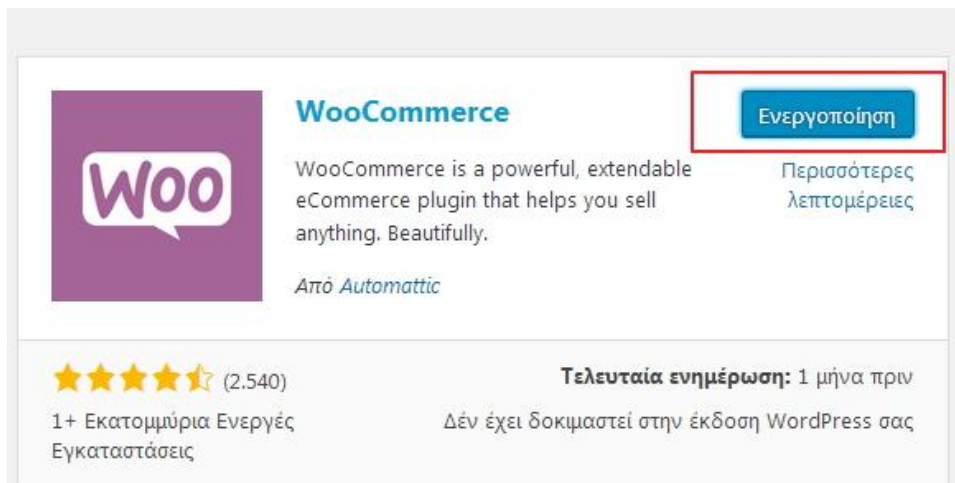 WooCommerce
Ενεργοποίηση
WooCommerce is a powerful, extendable
eCommerce plugin that helps you sell
anything. Beautifully.
Περισσότερες
λεπτομέρειες
Από Automattic
Woo
(2.540)
1+ Εκατομμύρια Ενεργές
Εγκαταστάσεις
Τελευταία ενημέρωση: 1 μήνα πριν
Δέν έχει δοκιμαστεί στην έκδοση WordPress σας